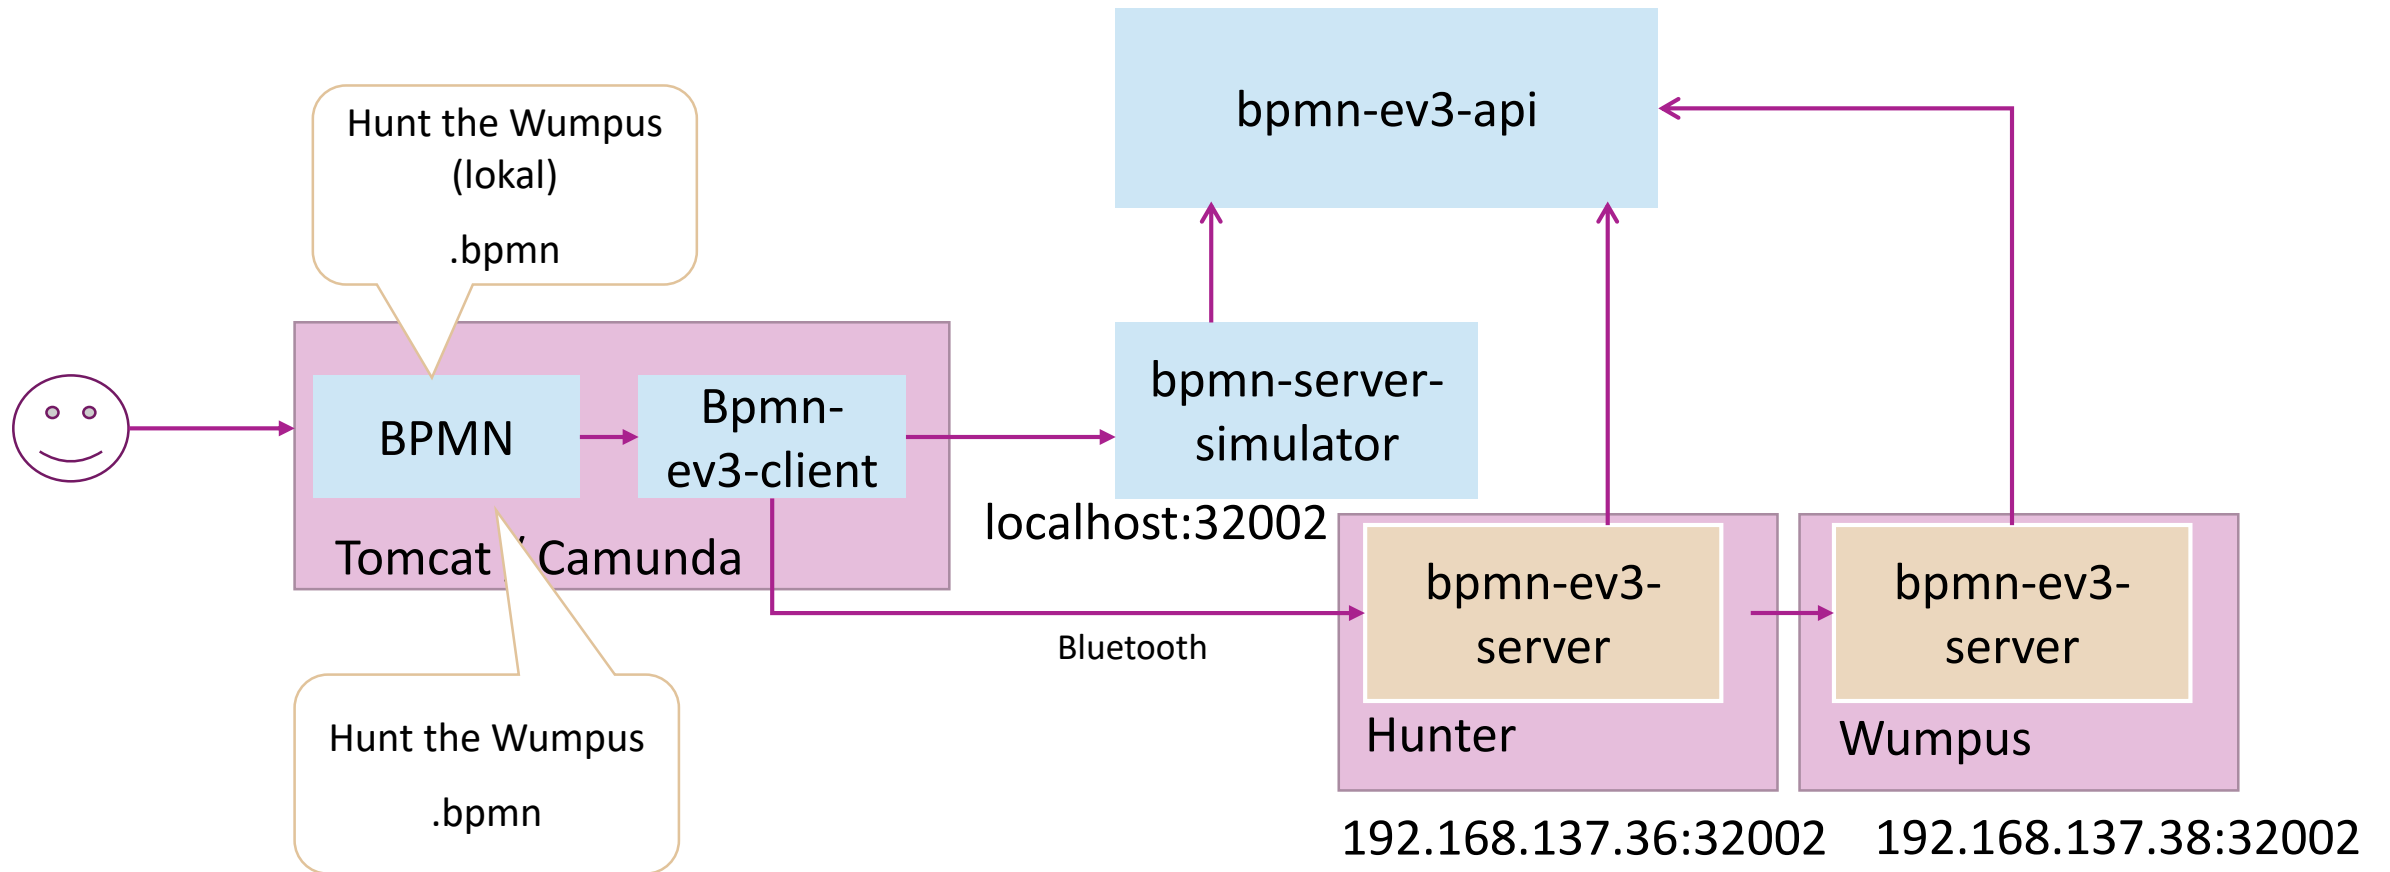 bpmn-ev3-api
Hunt the Wumpus
(lokal)
.bpmn
BPMN
Bpmn-
ev3-client
Tomcat / Camunda
bpmn-server-
simulator
localhost:32002
Bluetooth
bpmn-ev3-
server
Hunter
192.168.137.36:32002
bpmn-ev3-
server
Wumpus
192.168.137.38:32002
Hunt the Wumpus
.bpmn